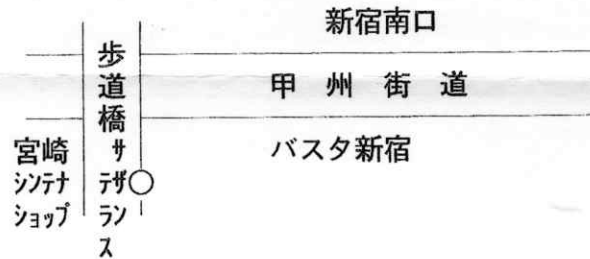 新宿南口
歩道橋
甲州街道
バスタ新宿
宮崎
シンテナ
ショップ
サザン
テラス